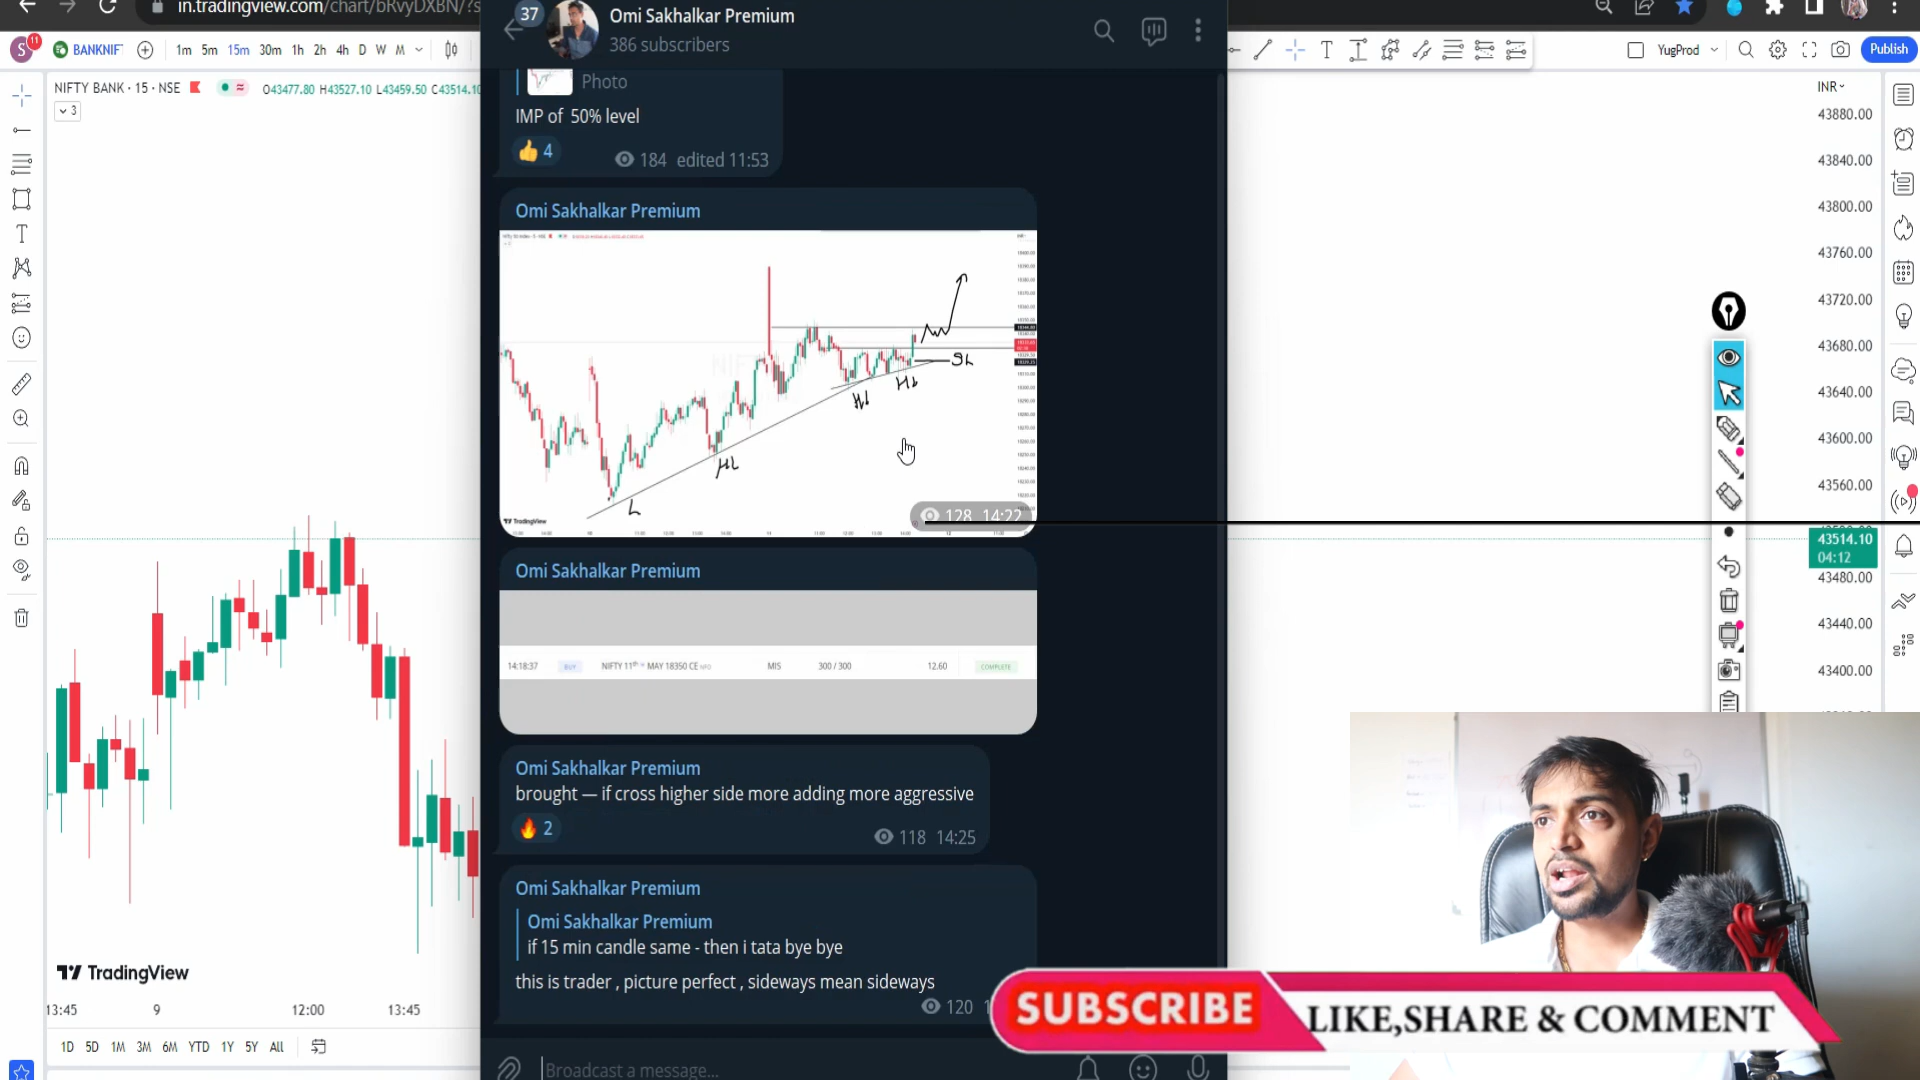 in.tradingview.com/chart/bRvyDXBN/?s
S
11
BANKNIF
1m 5m 15m 30m 1h 2h 4h D W M
YugProd
Publish
NIFTY BANK · 15 · NSE
O43477.80 H43527.10 L43459.50 C43514.10
3
INR
43880.00
43840.00
43800.00
43760.00
43720.00
43680.00
43640.00
43600.00
43560.00
43514.10
04:12
43480.00
43440.00
43400.00
37
Omi Sakhalkar Premium
386 subscribers
Photo
IMP of 50% level
👍 4
184 edited 11:53
Omi Sakhalkar Premium
SL
HL
HL
HL
L
TradingView
128 14:22
Omi Sakhalkar Premium
14:18:37 BUY NIFTY 11th w MAY 18350 CE NFO MIS 300 / 300 12.60 COMPLETE
Omi Sakhalkar Premium
brought — if cross higher side more adding more aggressive
🔥 2
118 14:25
Omi Sakhalkar Premium
Omi Sakhalkar Premium
if 15 min candle same - then i tata bye bye
this is trader , picture perfect , sideways mean sideways
120
Broadcast a message...
TradingView
13:45 9 12:00 13:45
1D 5D 1M 3M 6M YTD 1Y 5Y All
SUBSCRIBE
LIKE,SHARE & COMMENT